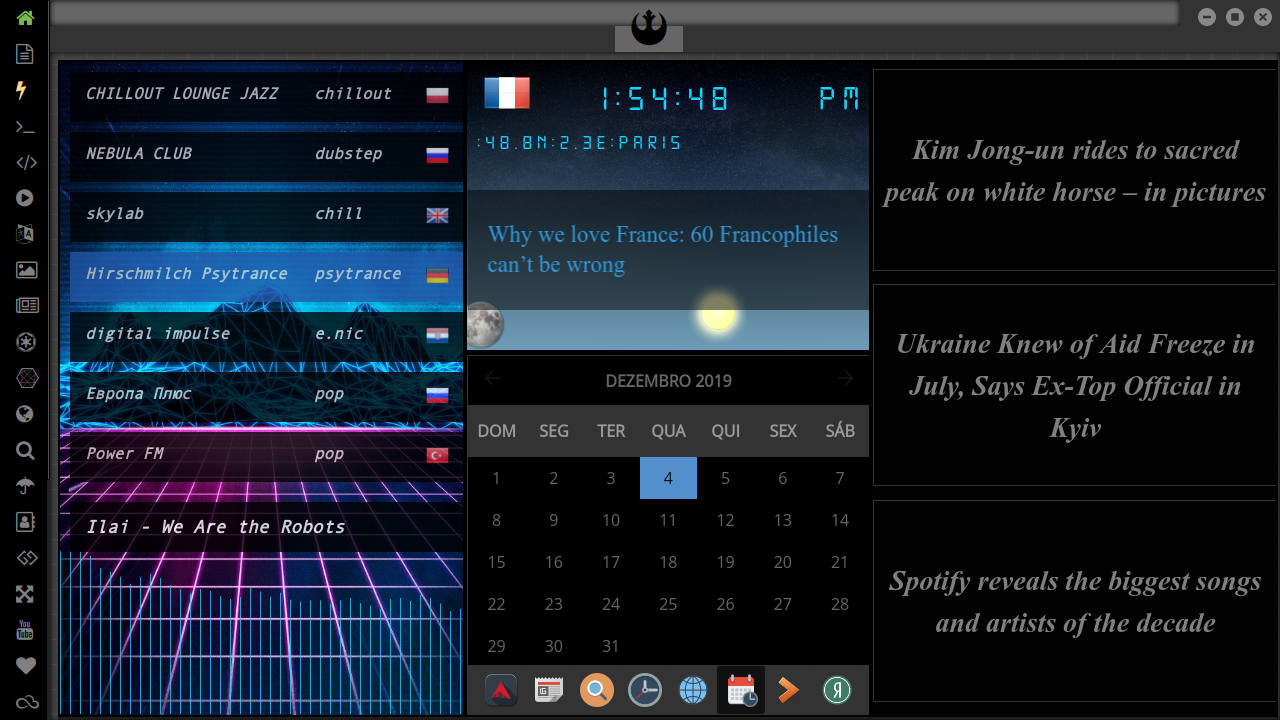 CHILLOUT LOUNGE JAZZ chillout
NEBULA CLUB dubstep
skylab chill
Hirschmilch Psytrance psytrance
digital impulse e.nic
Европа Плюс pop
Power FM pop
Ilai - We Are the Robots
1:54:48 PM
:48.8N:2.3E:PARIS
Why we love France: 60 Francophiles
can’t be wrong
DEZEMBRO 2019
DOM SEG TER QUA QUI SEX SÁB
1 2 3 4 5 6 7
8 9 10 11 12 13 14
15 16 17 18 19 20 21
22 23 24 25 26 27 28
29 30 31
Я
Kim Jong-un rides to sacred
peak on white horse – in pictures
Ukraine Knew of Aid Freeze in
July, Says Ex-Top Official in
Kyiv
Spotify reveals the biggest songs
and artists of the decade
You
Tube